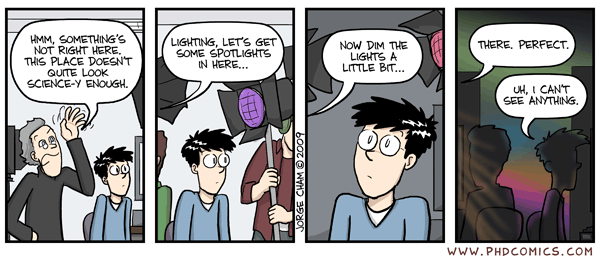 HMM, SOMETHING'S
NOT RIGHT HERE.
THIS PLACE DOESN'T
QUITE LOOK
SCIENCE-Y ENOUGH.
LIGHTING, LET'S GET
SOME SPOTLIGHTS
IN HERE...
JORGE CHAM © 2009
NOW DIM THE
LIGHTS A
LITTLE BIT...
THERE. PERFECT.
UH, I CAN'T
SEE ANYTHING.
WWW.PHDCOMICS.COM